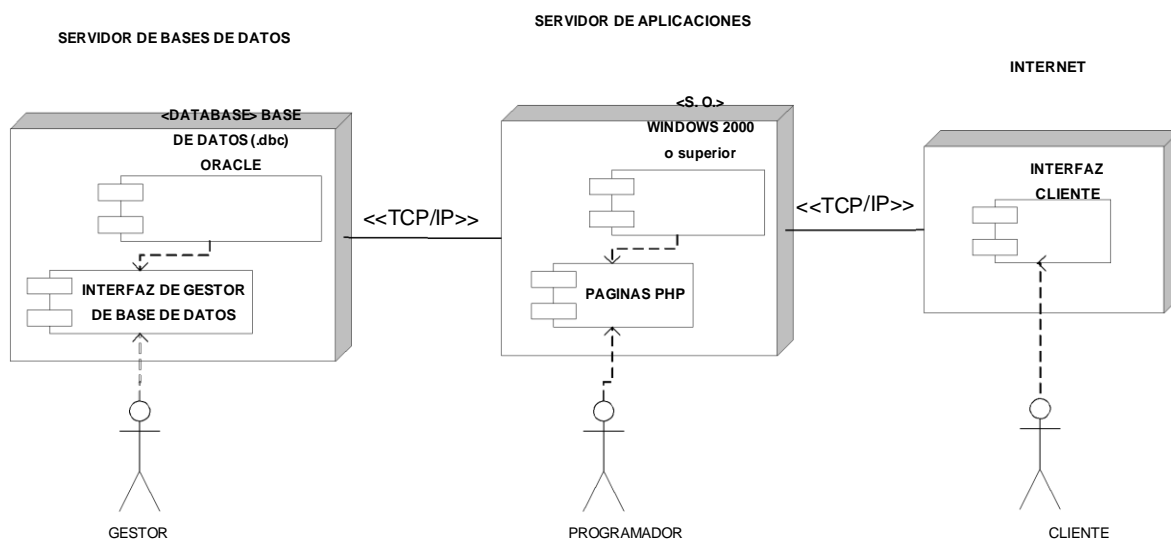 SERVIDOR DE BASES DE DATOS
SERVIDOR DE APLICACIONES
INTERNET
<DATABASE> BASE
DE DATOS (.dbc)
ORACLE
INTERFAZ DE GESTOR
DE BASE DE DATOS
<<TCP/IP>>
<S. O.>
WINDOWS 2000
o superior
PAGINAS PHP
<<TCP/IP>>
INTERFAZ
CLIENTE
GESTOR
PROGRAMADOR
CLIENTE